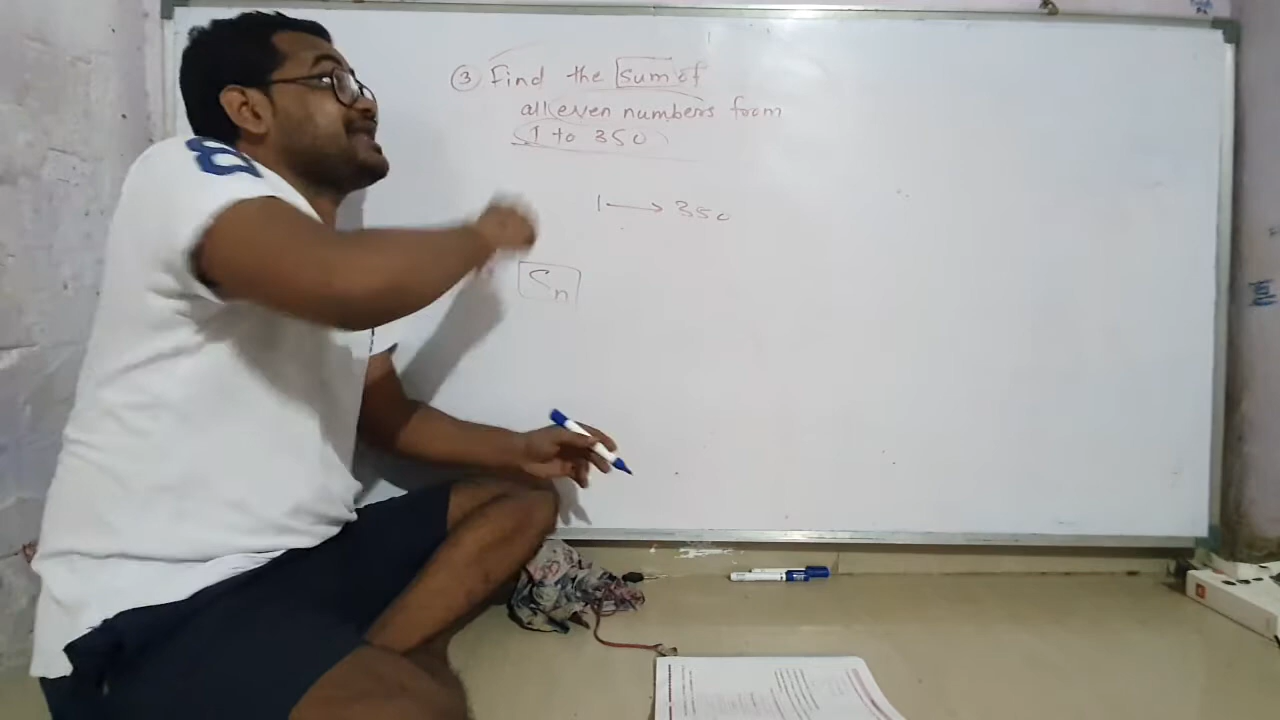 ③ Find the sum of
all even numbers from
1 to 350
1 → 350
Sn